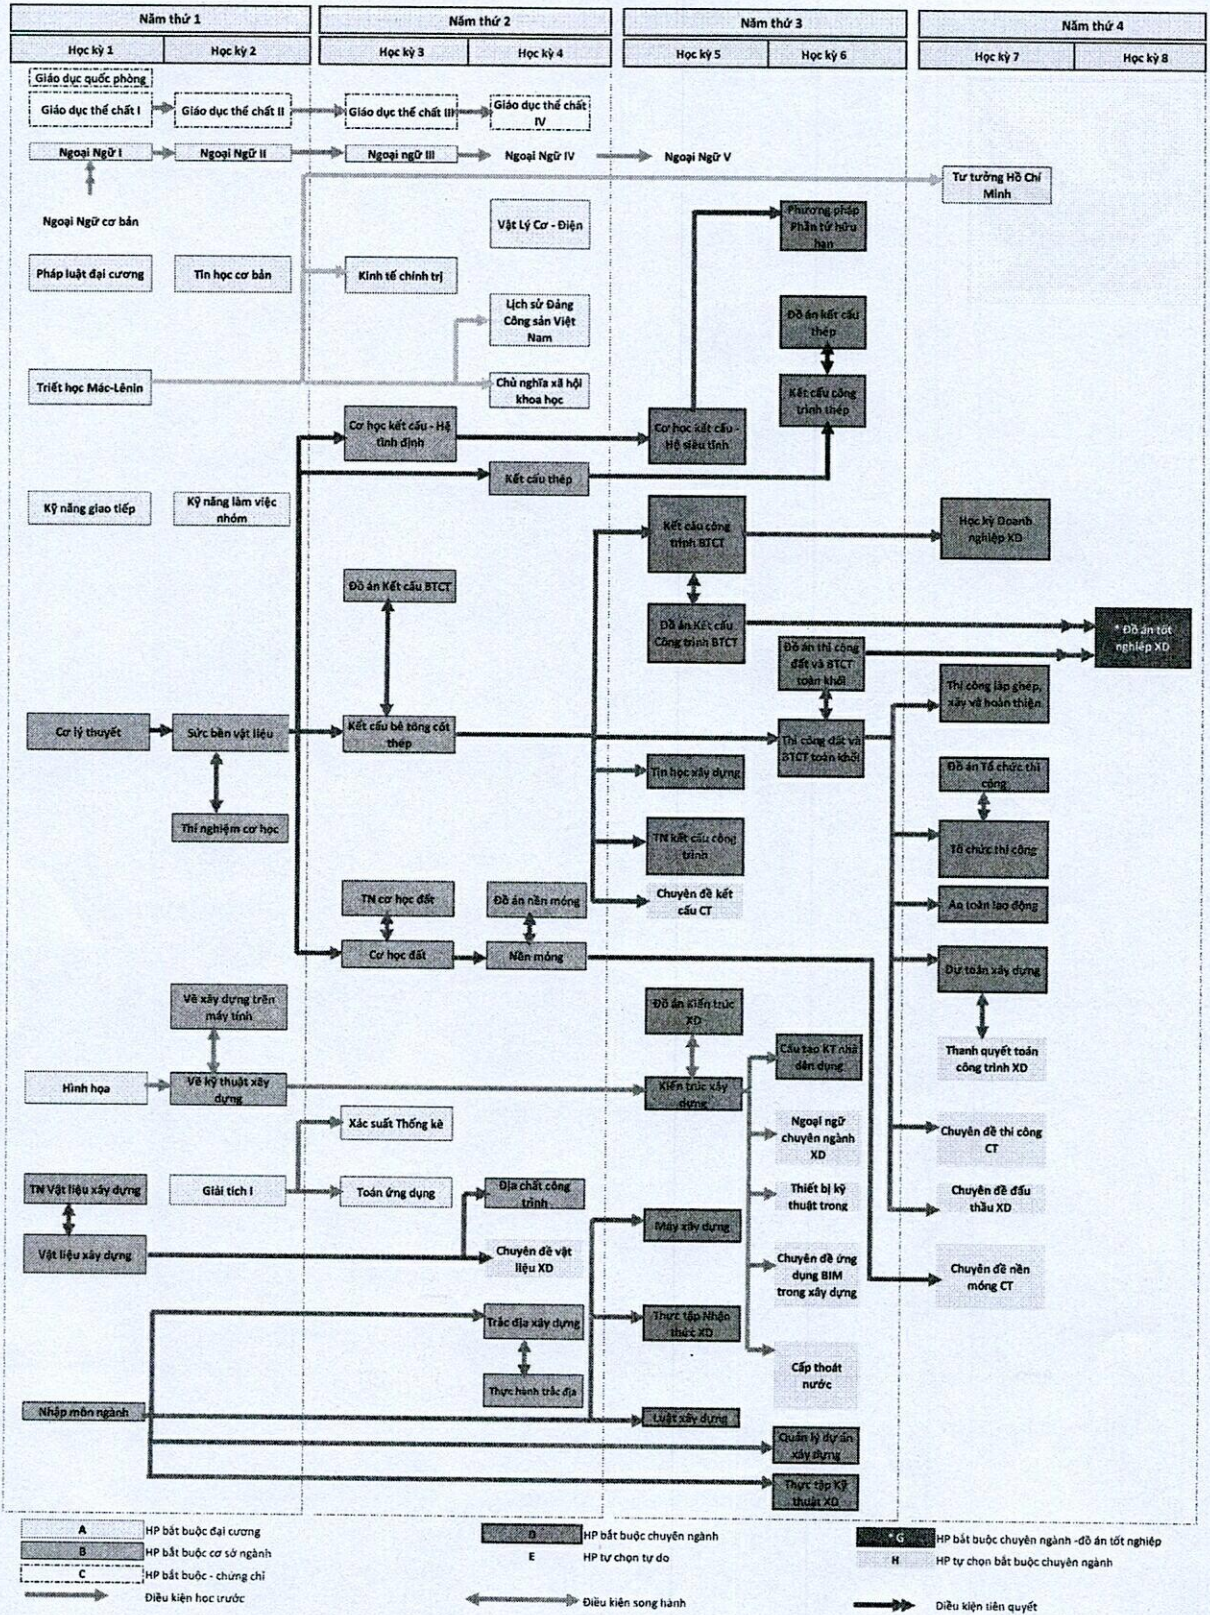 Năm thứ 1
Năm thứ 2
Năm thứ 3
Năm thứ 4
Học kỳ 1
Học kỳ 2
Học kỳ 3
Học kỳ 4
Học kỳ 5
Học kỳ 6
Học kỳ 7
Học kỳ 8
Giáo dục quốc phòng
Giáo dục thể chất I
Giáo dục thể chất II
Giáo dục thể chất III
Giáo dục thể chất
IV
Ngoại Ngữ I
Ngoại Ngữ II
Ngoại ngữ III
Ngoại Ngữ IV
Ngoại Ngữ V
Tư tưởng Hồ Chí
Minh
Ngoại Ngữ cơ bản
Vật Lý Cơ - Điện
Phương pháp
Phần tử hữu
hạn
Pháp luật đại cương
Tin học cơ bản
Kinh tế chính trị
Lịch sử Đảng
Công sản Việt
Nam
Đồ án kết cấu
thép
Triết học Mác-Lênin
Chủ nghĩa xã hội
khoa học
Kết cấu công
trình thép
Cơ học kết cấu - Hệ
tĩnh định
Cơ học kết cấu -
Hệ siêu tĩnh
Kết cấu thép
Kỹ năng giao tiếp
Kỹ năng làm việc
nhóm
Kết cấu công
trình BTCT
Học kỳ Doanh
nghiệp XD
Đồ án Kết cấu BTCT
Đồ án Kết cấu
Công trình BTCT
* Đồ án tốt
nghiép XD
Đồ án thi công
đất và BTCT
toàn khối
Thi công lắp ghép,
xây và hoàn thiện
Cơ lý thuyết
Sức bền vật liệu
Kết cấu bê tông cốt
thép
Thi công đất và
BTCT toàn khối
Tin học xây dựng
Đồ án Tổ chức thi
công
Thí nghiệm cơ học
TN kết cấu công
trình
Tổ chức thi công
Chuyên đề kết
cấu CT
TN cơ học đất
Đồ án nền móng
An toàn lao động
Cơ học đất
Nền móng
Dự toán xây dựng
Vẽ xây dựng trên
máy tính
Đồ án Kiến trúc
XD
Cấu tạo KT nhà
dân dụng
Thanh quyết toán
công trình XD
Hình họa
Vẽ kỹ thuật xây
dựng
Kiến trúc xây
dựng
Xác suất Thống kê
Ngoại ngữ
chuyên ngành
XD
Chuyên đề thi công
CT
TN Vật liệu xây dựng
Giải tích I
Toán ứng dụng
Địa chất công
trình
Thiết bị kỹ
thuật trong
Chuyên đề đấu
thầu XD
Máy xây dựng
Vật liệu xây dựng
Chuyên đề vật
liệu XD
Chuyên đề ứng
dụng BIM
trong xây dựng
Chuyên đề nền
móng CT
Trắc địa xây dựng
Thực tập Nhận
thức XD
Thực hành trắc địa
Cấp thoát
nước
Nhập môn ngành
Luật xây dựng
Quản lý dự án
xây dựng
Thực tập Kỹ
thuật XD
A
HP bắt buộc đại cương
D
HP bắt buộc chuyên ngành
* G
HP bắt buộc chuyên ngành -đồ án tốt nghiệp
B
HP bắt buộc cơ sở ngành
E
HP tự chọn tự do
H
HP tự chọn bắt buộc chuyên ngành
C
HP bắt buộc - chứng chỉ
Điều kiện học trước
Điều kiện song hành
Điều kiện tiên quyết